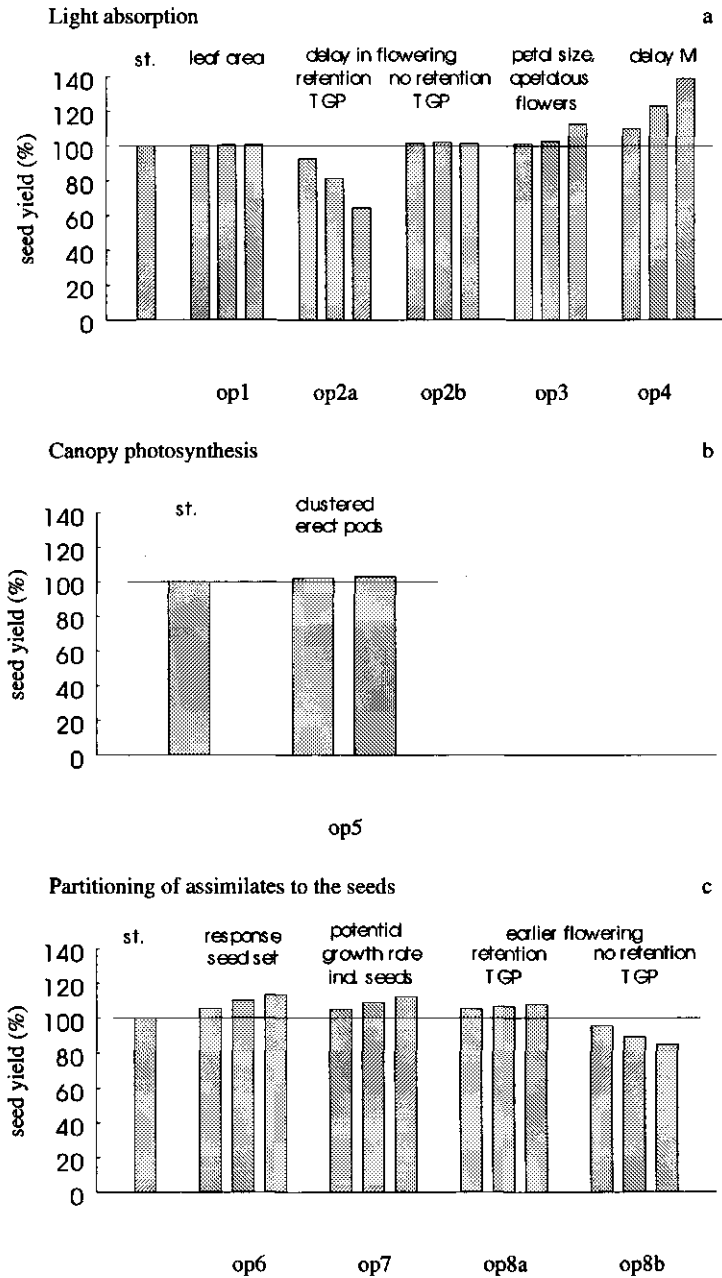 Light absorption a
st. leaf area delay in flowering petal size, delay M
retention no retention apetalous
TGP TGP flowers
140
120
100
80
60
40
20
0
seed yield (%)
op1 op2a op2b op3 op4
Canopy photosynthesis b
st. clustered
erect pods
140
120
100
80
60
40
20
0
seed yield (%)
op5
Partitioning of assimilates to the seeds c
st. response potential earlier flowering
seed set growth rate retention no retention
ind. seeds TGP TGP
140
120
100
80
60
40
20
0
seed yield (%)
op6 op7 op8a op8b